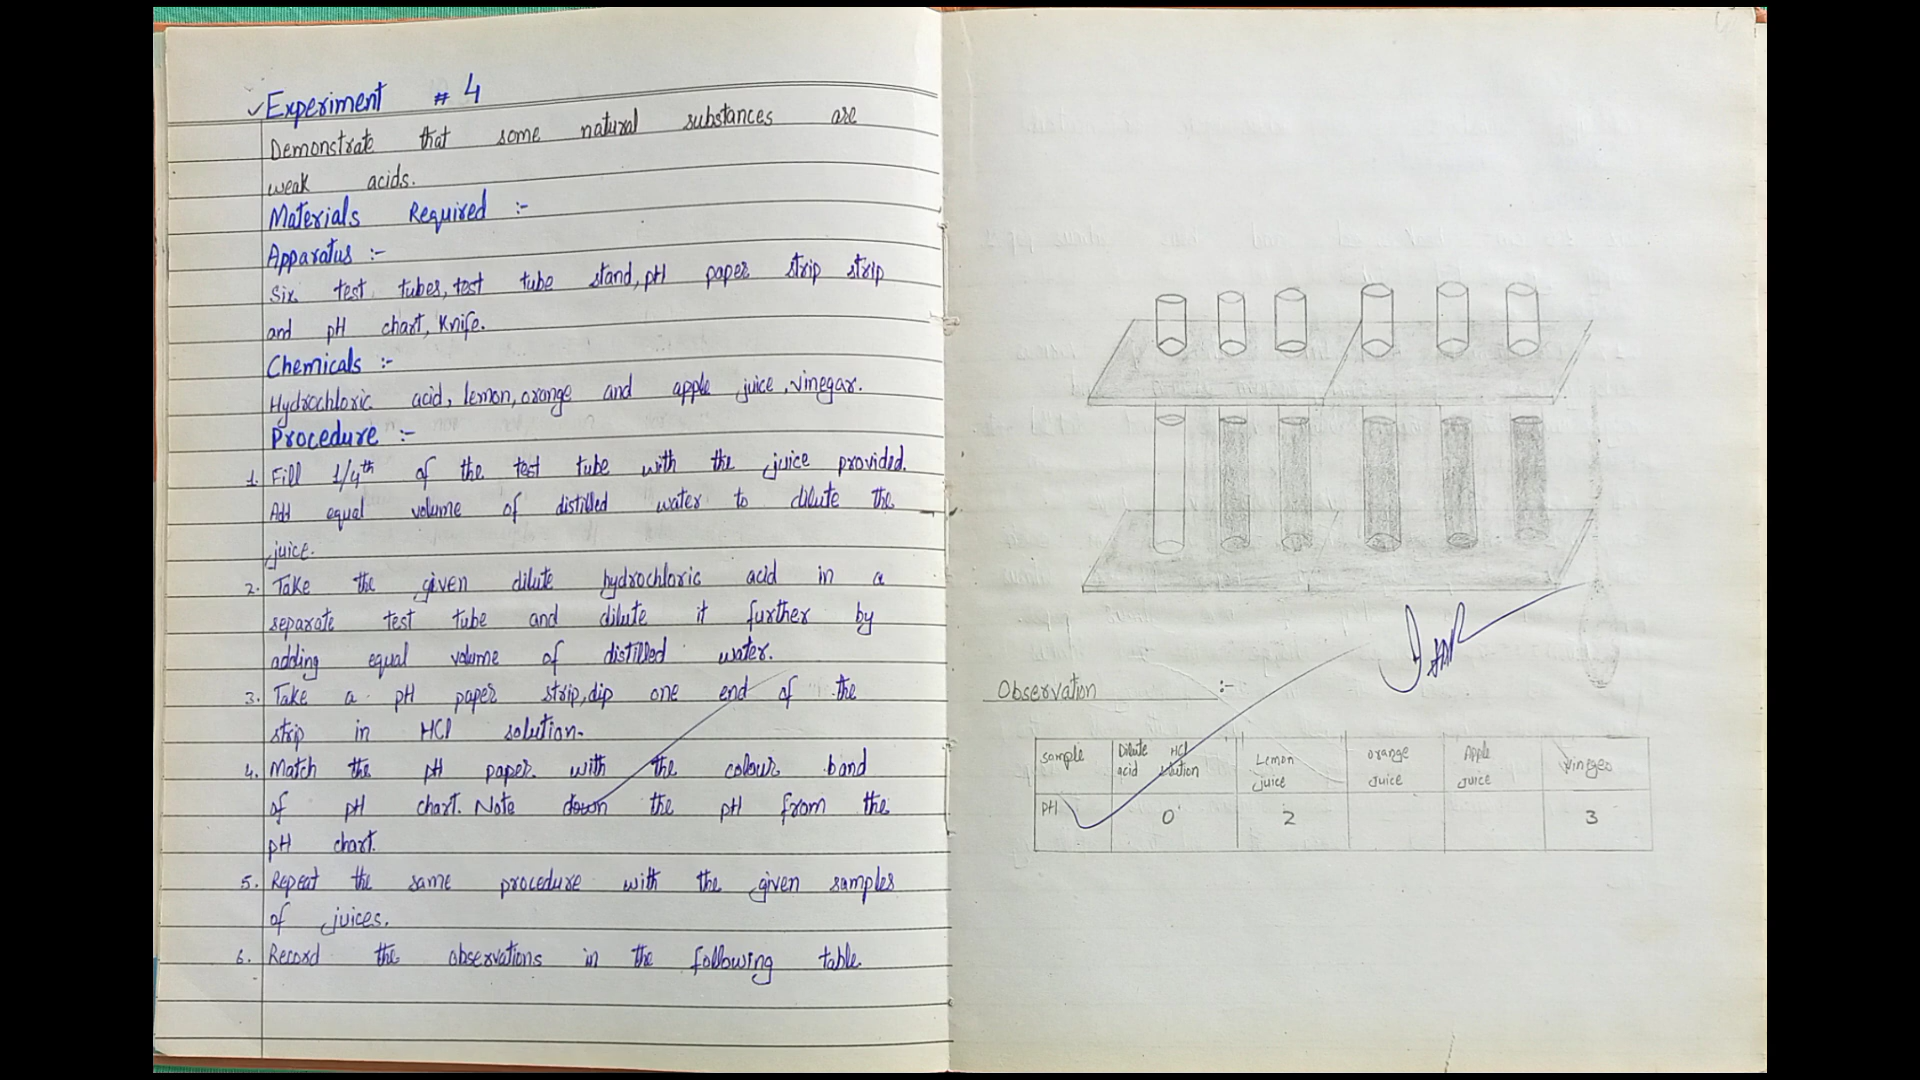 Experiment # 4
Demonstrate that some natural substances are
weak acids.
Materials Required :-
Apparatus :-
Six test tubes, test tube stand, pH paper strip strip
and pH chart, Knife.
Chemicals :-
Hydrochloric acid, lemon, orange and apple juice, vinegar.
Procedure :-
1. Fill 1/4th of the test tube with the juice provided.
Add equal volume of distilled water to dilute the
juice.
2. Take the given dilute hydrochloric acid in a
separate test tube and dilute it further by
adding equal volume of distilled water.
3. Take a pH paper strip, dip one end of the
strip in HCl solution.
4. Match the pH paper with the colour band
of pH chart. Note down the pH from the
pH chart.
5. Repeat the same procedure with the given samples
of juices.
6. Record the observations in the following table
Observation :-
sample Dilute HCl acid solution Lemon juice orange juice Apple juice
pH 0 2 3